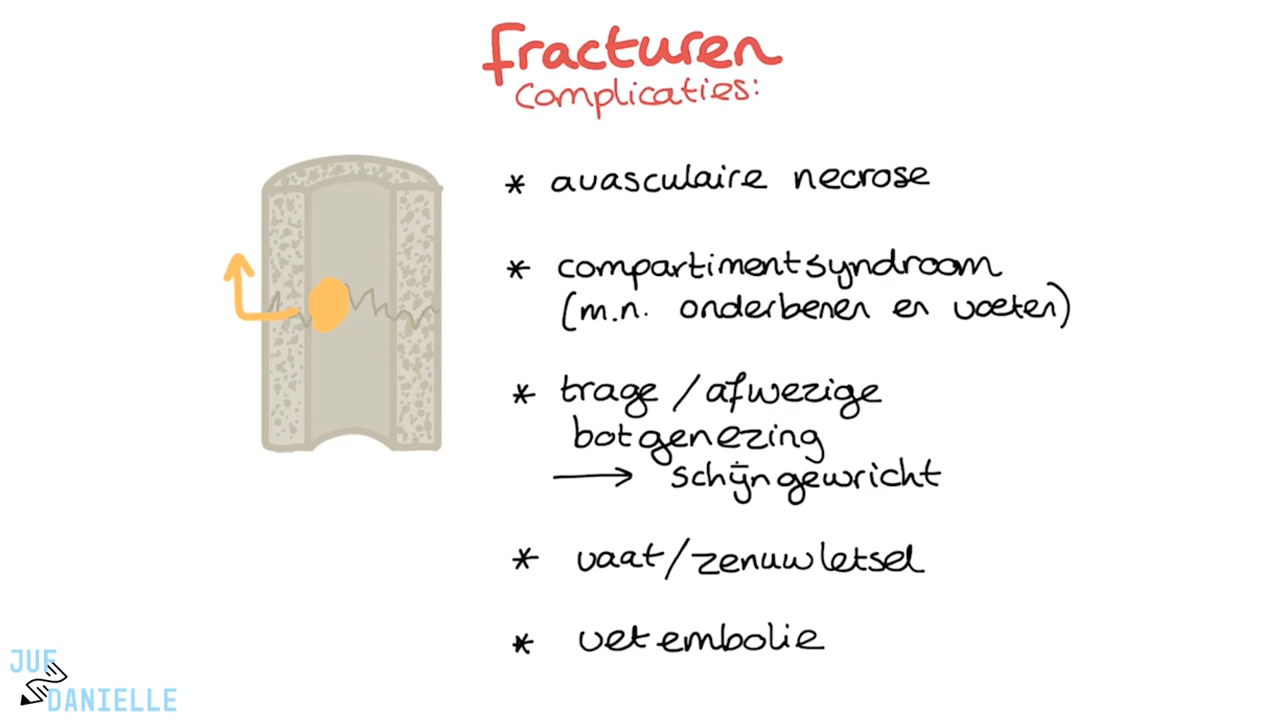 fracturen
complicaties:
* avasculaire necrose
* compartimentsyndroom
(m.n. onderbenen en voeten)
* trage / afwezige
botgenezing
→ schijngewricht
* vaat/zenuwletsel
* vetembolie
JUF
DANIELLE